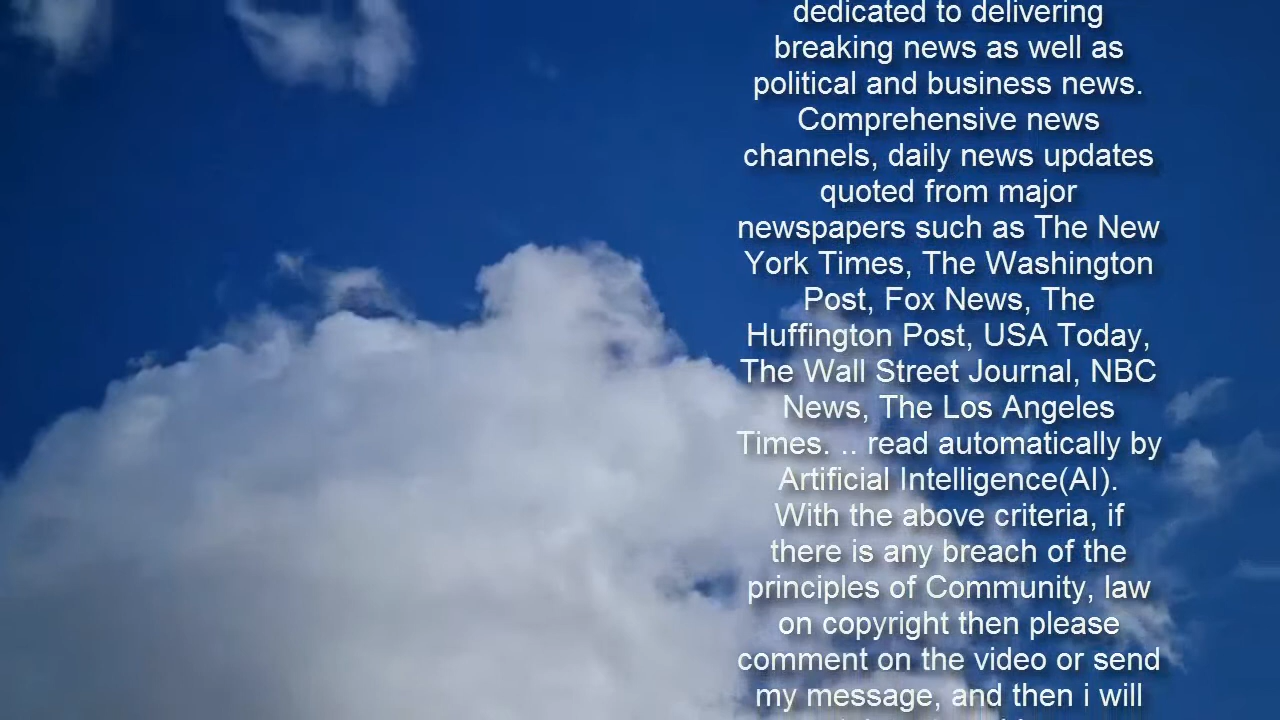 dedicated to delivering
breaking news as well as
political and business news.
Comprehensive news
channels, daily news updates
quoted from major
newspapers such as The New
York Times, The Washington
Post, Fox News, The
Huffington Post, USA Today,
The Wall Street Journal, NBC
News, The Los Angeles
Times. .. read automatically by
Artificial Intelligence(AI).
With the above criteria, if
there is any breach of the
principles of Community, law
on copyright then please
comment on the video or send
my message, and then i will